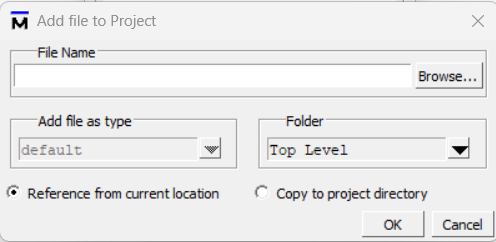 Add file to Project
File Name
Browse...
Add file as type
Folder
default
Top Level
Reference from current location
Copy to project directory
OK
Cancel